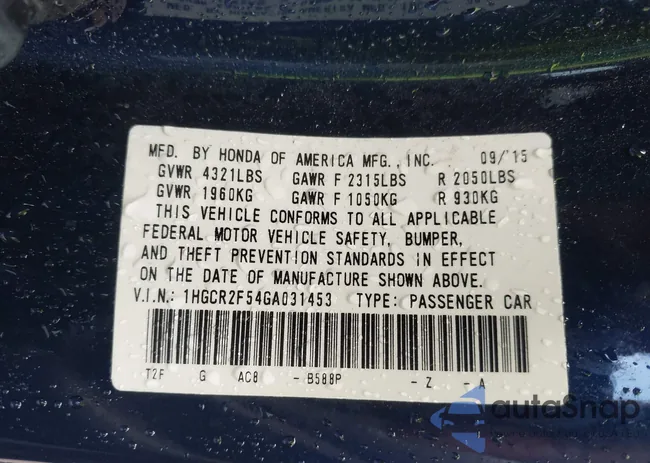 MFD. BY HONDA OF AMERICA MFG., INC. 09/'15
GVWR 4321LBS GAWR F 2315LBS R 2050LBS
GVWR 1960KG GAWR F 1050KG R 930KG
THIS VEHICLE CONFORMS TO ALL APPLICABLE
FEDERAL MOTOR VEHICLE SAFETY, BUMPER,
AND THEFT PREVENTION STANDARDS IN EFFECT
ON THE DATE OF MANUFACTURE SHOWN ABOVE.
V.I.N.: 1HGCR2F54GA031453 TYPE: PASSENGER CAR
T2F G AC8 - B588P - Z - A
autoSnap